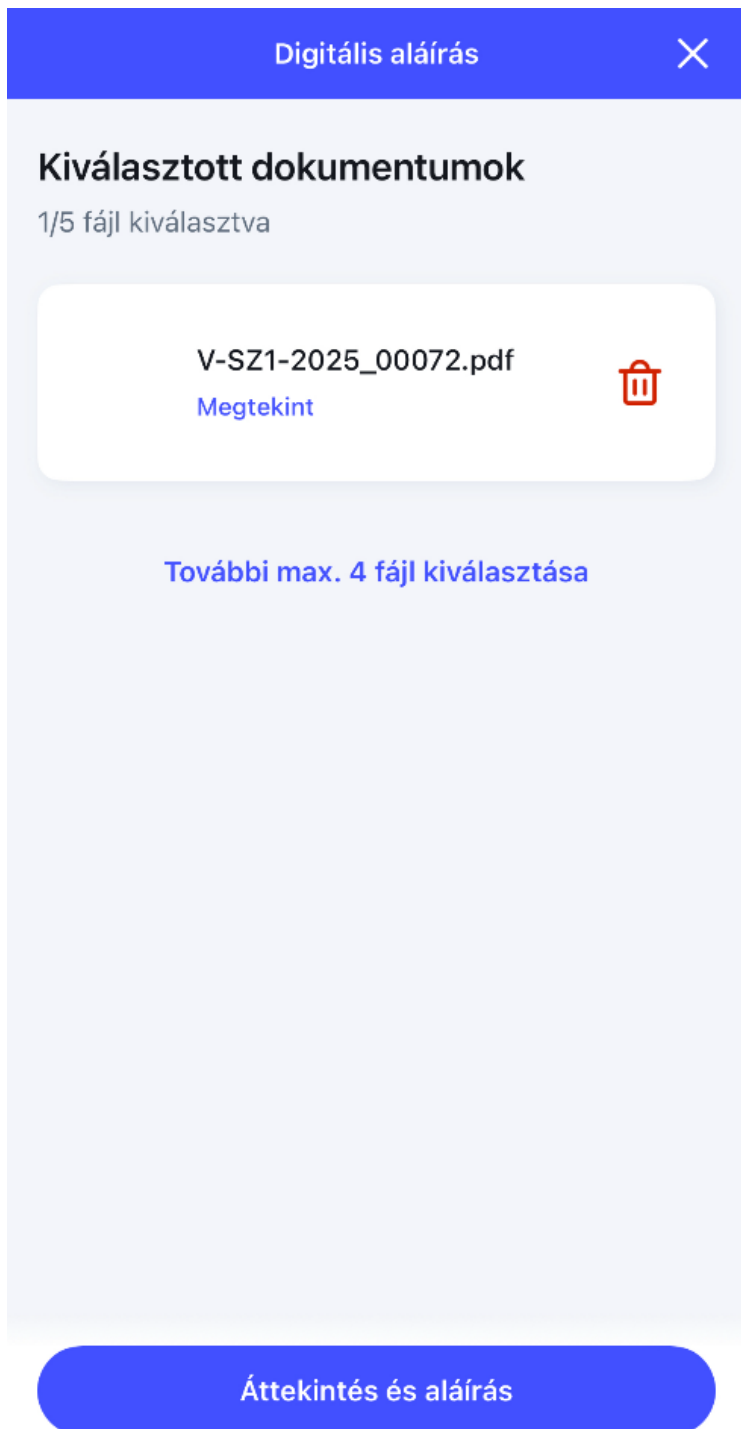 Digitális aláírás
Kiválasztott dokumentumok
1/5 fájl kiválasztva
V-SZ1-2025_00072.pdf
Megtekint
További max. 4 fájl kiválasztása
Áttekintés és aláírás